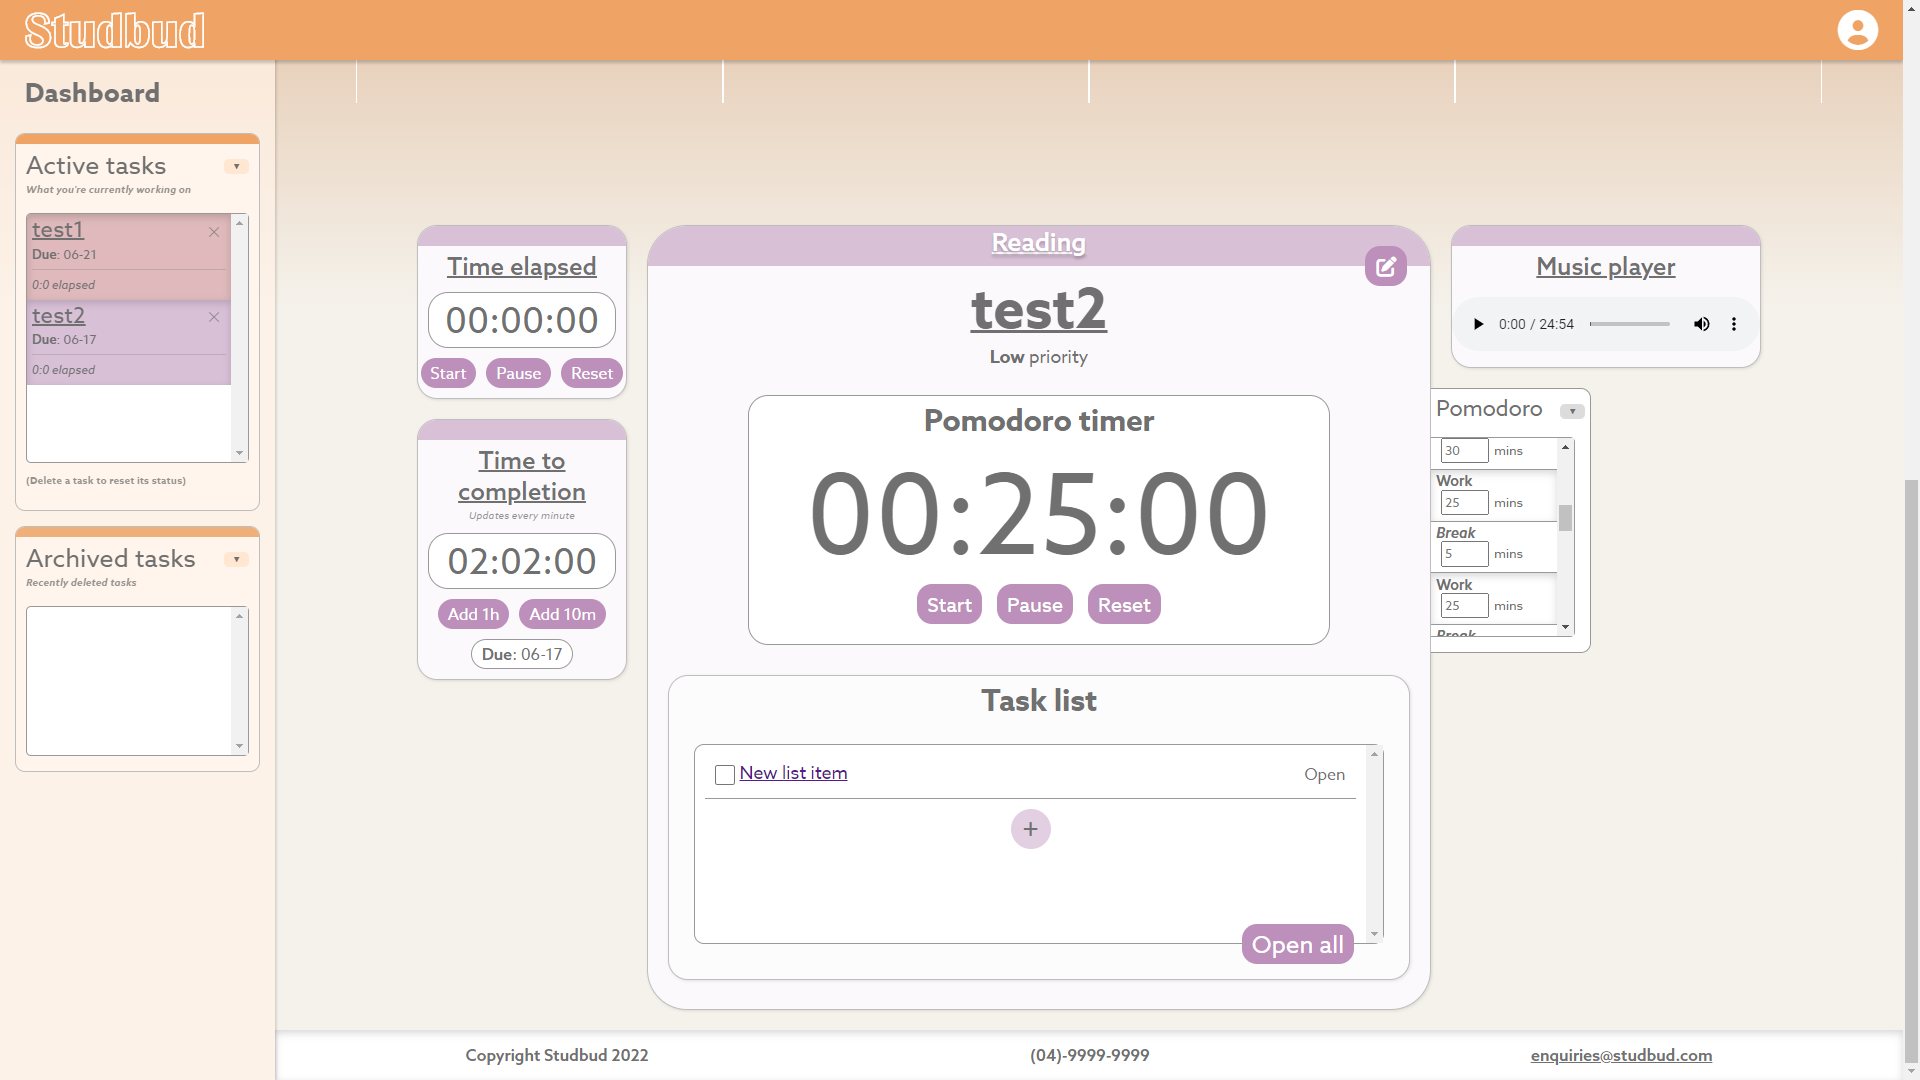 Studbud
Dashboard
Active tasks
What you're currently working on
test1
Due: 06-21
0:0 elapsed
test2
Due: 06-17
0:0 elapsed
(Delete a task to reset its status)
Archived tasks
Recently deleted tasks
Time elapsed
00:00:00
Start Pause Reset
Time to
completion
Updates every minute
02:02:00
Add 1h Add 10m
Due: 06-17
Reading
test2
Low priority
Pomodoro timer
00:25:00
Start Pause Reset
Task list
New list item Open
+
Open all
Music player
0:00 / 24:54
Pomodoro
30 mins
Work
25 mins
Break
5 mins
Work
25 mins
Break
Copyright Studbud 2022
(04)-9999-9999
enquiries@studbud.com